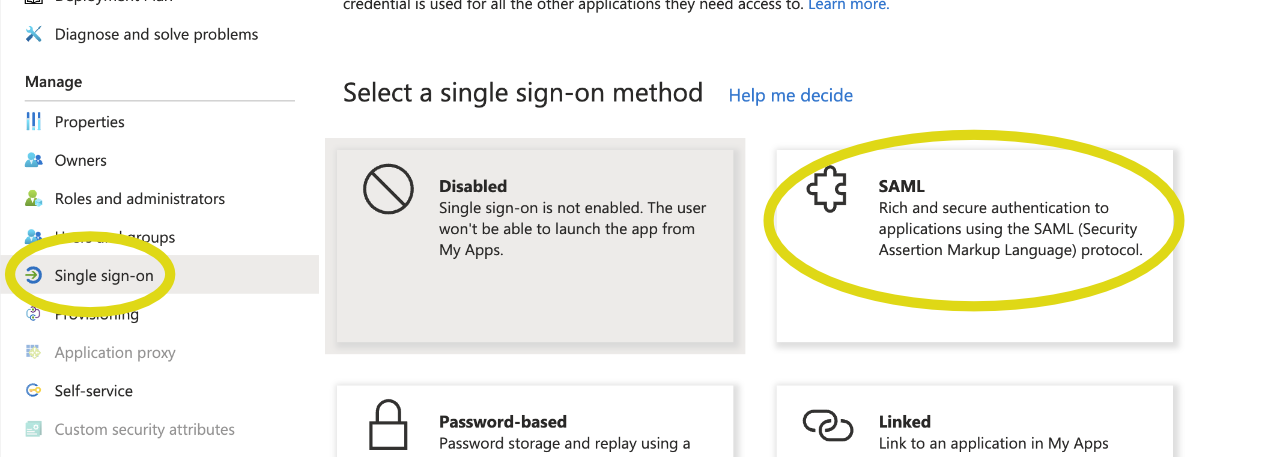 credential is used for all the other applications they need access to. Learn more.
Diagnose and solve problems
Manage
Properties
Owners
Roles and administrators
Users and groups
Single sign-on
Provisioning
Application proxy
Self-service
Custom security attributes
Select a single sign-on method Help me decide
Disabled
Single sign-on is not enabled. The user
won't be able to launch the app from
My Apps.
SAML
Rich and secure authentication to
applications using the SAML (Security
Assertion Markup Language) protocol.
Password-based
Password storage and replay using a
Linked
Link to an application in My Apps